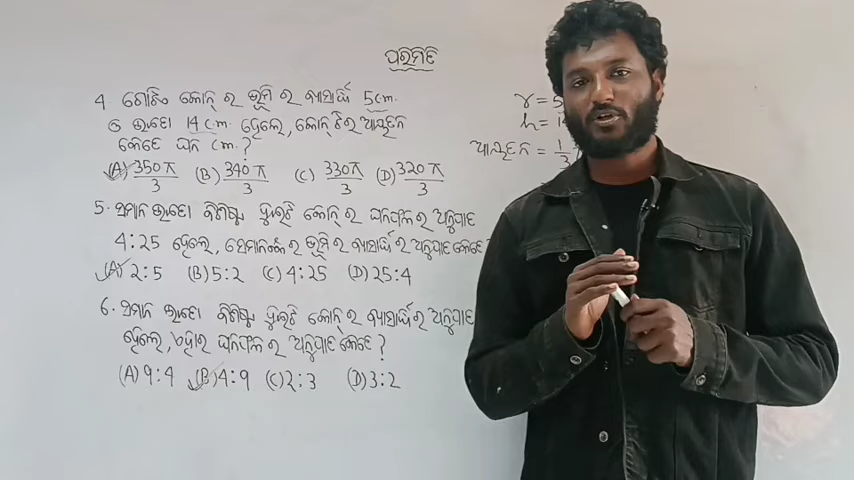 ପରିମିତି
4. ଗୋଟିଏ କୋନ୍ ର ଭୂମି ର ବ୍ୟାସାର୍ଦ୍ଧ 5cm.
ଓ ଉଚ୍ଚତା 14 cm. ହେଲେ, କୋନ୍ ଟିର ଆୟତନ
କେତେ ଘନ cm. ?
(A) 350π/3 (B) 340π/3 (C) 330π/3 (D) 320π/3
5. ସମାନ ଉଚ୍ଚତା ବିଶିଷ୍ଟ ଦୁଇଟି କୋନ୍ ର ଘନଫଳ ର ଅନୁପାତ
4:25 ହେଲେ, ସେମାନଙ୍କ ର ଭୂମି ର ବ୍ୟାସାର୍ଦ୍ଧ ର ଅନୁପାତ କେତେ ?
(A) 2:5 (B) 5:2 (C) 4:25 (D) 25:4
6. ସମାନ ଉଚ୍ଚତା ବିଶିଷ୍ଟ ଦୁଇଟି କୋନ୍ ର ବ୍ୟାସାର୍ଦ୍ଧ ର ଅନୁପାତ
ହେଲେ, ଏହାର ଘନଫଳ ର ଅନୁପାତ କେତେ ?
(A) 9:4 (B) 4:9 (C) 2:3 (D) 3:2
r = 5
h = 1
ଆୟତନ = 1/3